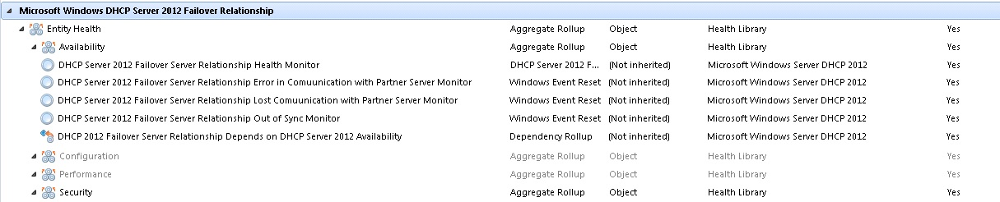 Microsoft Windows DHCP Server 2012 Failover Relationship
Entity Health Aggregate Rollup Object Health Library Yes
Availability Aggregate Rollup Object Health Library Yes
DHCP Server 2012 Failover Server Relationship Health Monitor DHCP Server 2012 F... (Not inherited) Microsoft Windows Server DHCP 2012 Yes
DHCP Server 2012 Failover Server Relationship Error in Comuunication with Partner Server Monitor Windows Event Reset (Not inherited) Microsoft Windows Server DHCP 2012 Yes
DHCP Server 2012 Failover Server Relationship Lost Comuunication with Partner Server Monitor Windows Event Reset (Not inherited) Microsoft Windows Server DHCP 2012 Yes
DHCP Server 2012 Failover Server Relationship Out of Sync Monitor Windows Event Reset (Not inherited) Microsoft Windows Server DHCP 2012 Yes
DHCP 2012 Failover Server Relationship Depends on DHCP Server 2012 Availability Dependency Rollup (Not inherited) Microsoft Windows Server DHCP 2012 Yes
Configuration Aggregate Rollup Object Health Library Yes
Performance Aggregate Rollup Object Health Library Yes
Security Aggregate Rollup Object Health Library Yes